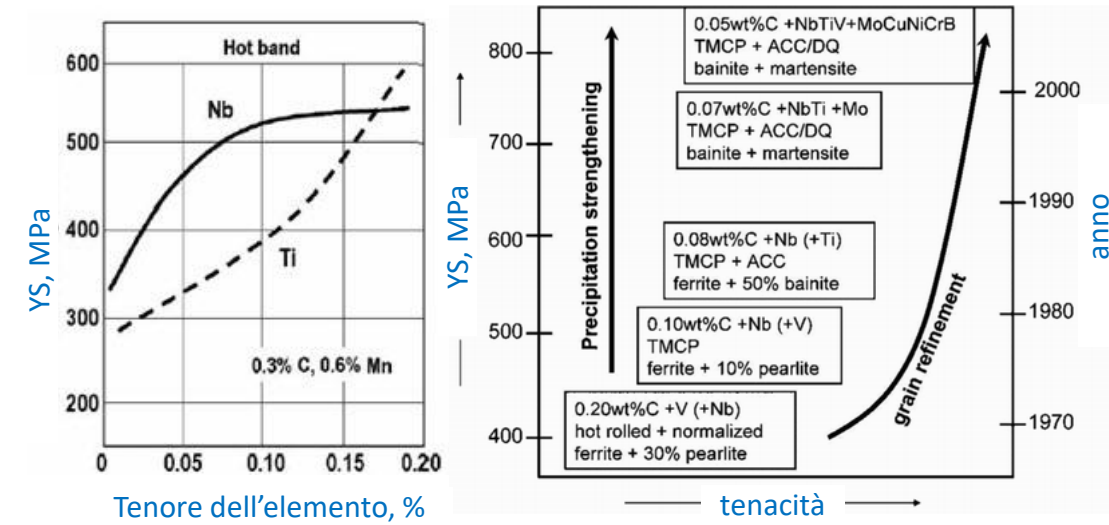 Hot band
Nb
Ti
0.3% C, 0.6% Mn
600
500
400
300
200
0
0.05
0.10
0.15
0.20
YS, MPa
Tenore dell’elemento, %
YS, MPa
800
700
600
500
400
Precipitation strengthening
0.05wt%C +NbTiV+MoCuNiCrB
TMCP + ACC/DQ
bainite + martensite
0.07wt%C +NbTi +Mo
TMCP + ACC/DQ
bainite + martensite
0.08wt%C +Nb (+Ti)
TMCP + ACC
ferrite + 50% bainite
0.10wt%C +Nb (+V)
TMCP
ferrite + 10% pearlite
0.20wt%C +V (+Nb)
hot rolled + normalized
ferrite + 30% pearlite
grain refinement
2000
1990
1980
1970
anno
tenacità